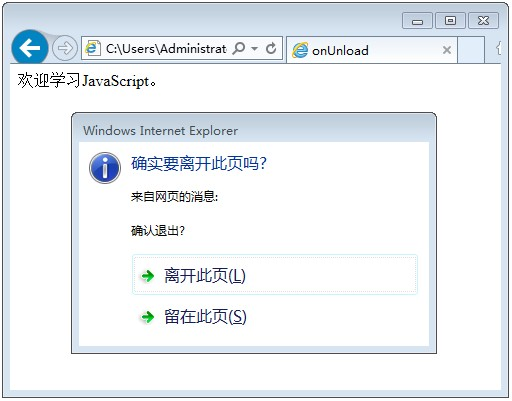 C:\Users\Administrat
onUnload
欢迎学习JavaScript。
Windows Internet Explorer
确实要离开此页吗?
来自网页的消息:
确认退出?
离开此页(L)
留在此页(S)